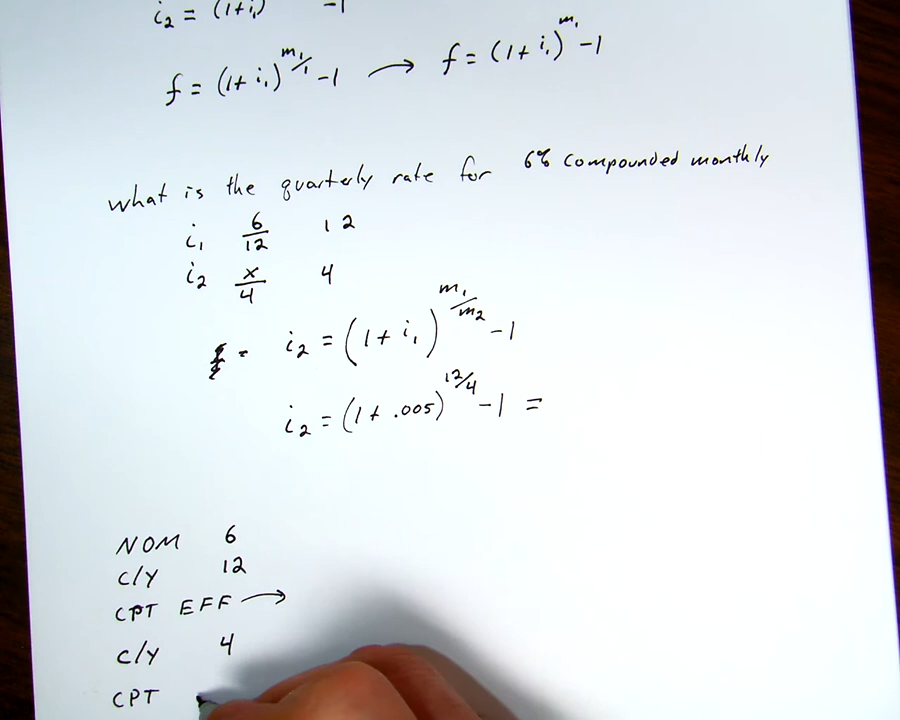 i₂ = (1+i₁) -1
f = (1+i₁)^m₁/1 -1 → f = (1+i₁)^m₁ -1
what is the quarterly rate for 6% compounded monthly
i₁ 6/12 12
i₂ x/4 4
i₂ = (1+i₁)^m₁/m₂ -1
i₂ = (1+.005)^12/4 -1 =
NOM 6
C/Y 12
CPT EFF →
C/Y 4
CPT